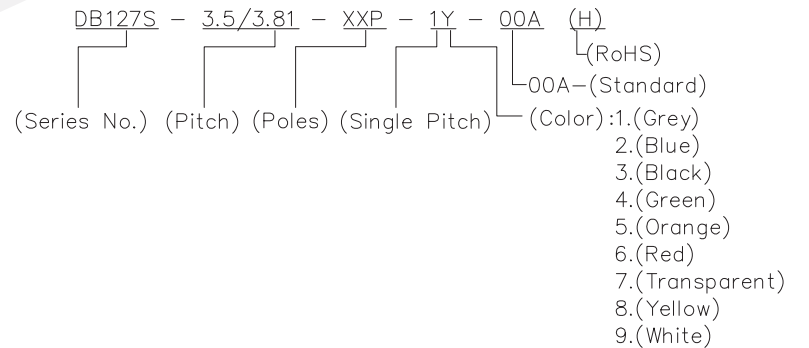 DB127S - 3.5/3.81 - XXP - 1Y - 00A (H)
(RoHS)
00A-(Standard)
(Series No.) (Pitch) (Poles) (Single Pitch) (Color):1.(Grey)
2.(Blue)
3.(Black)
4.(Green)
5.(Orange)
6.(Red)
7.(Transparent)
8.(Yellow)
9.(White)